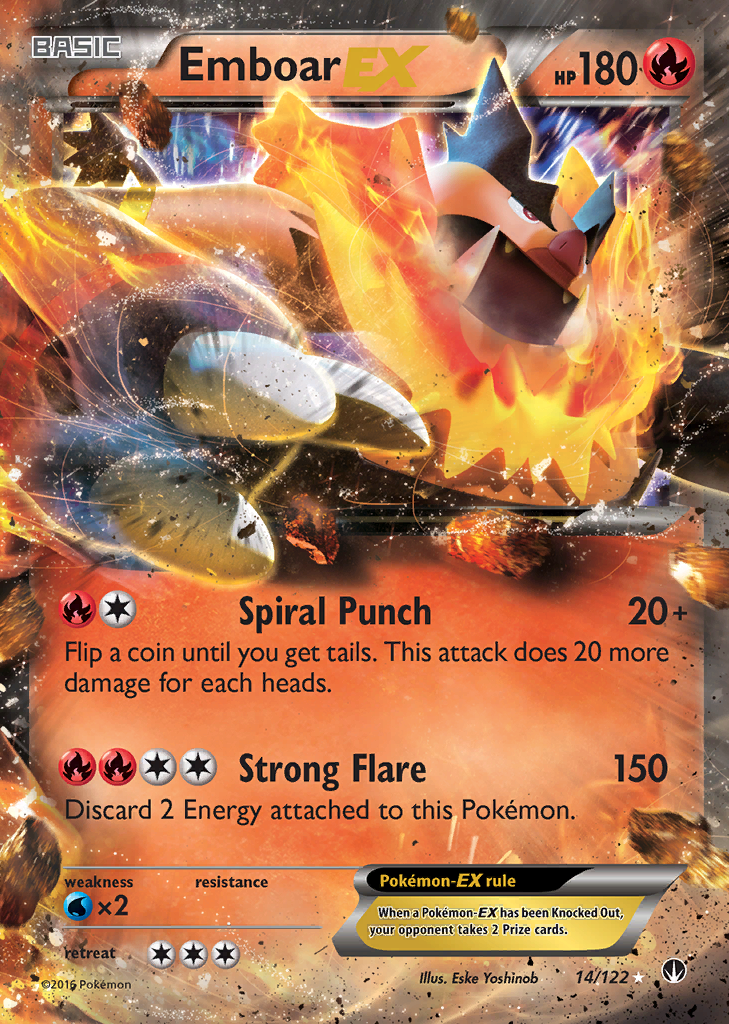 BASIC
Emboar EX
HP 180
Spiral Punch 20+
Flip a coin until you get tails. This attack does 20 more
damage for each heads.
Strong Flare 150
Discard 2 Energy attached to this Pokémon.
weakness resistance
×2
retreat
Pokémon-EX rule
When a Pokémon-EX has been Knocked Out,
your opponent takes 2 Prize cards.
©2016 Pokémon
Illus. Eske Yoshinob
14/122